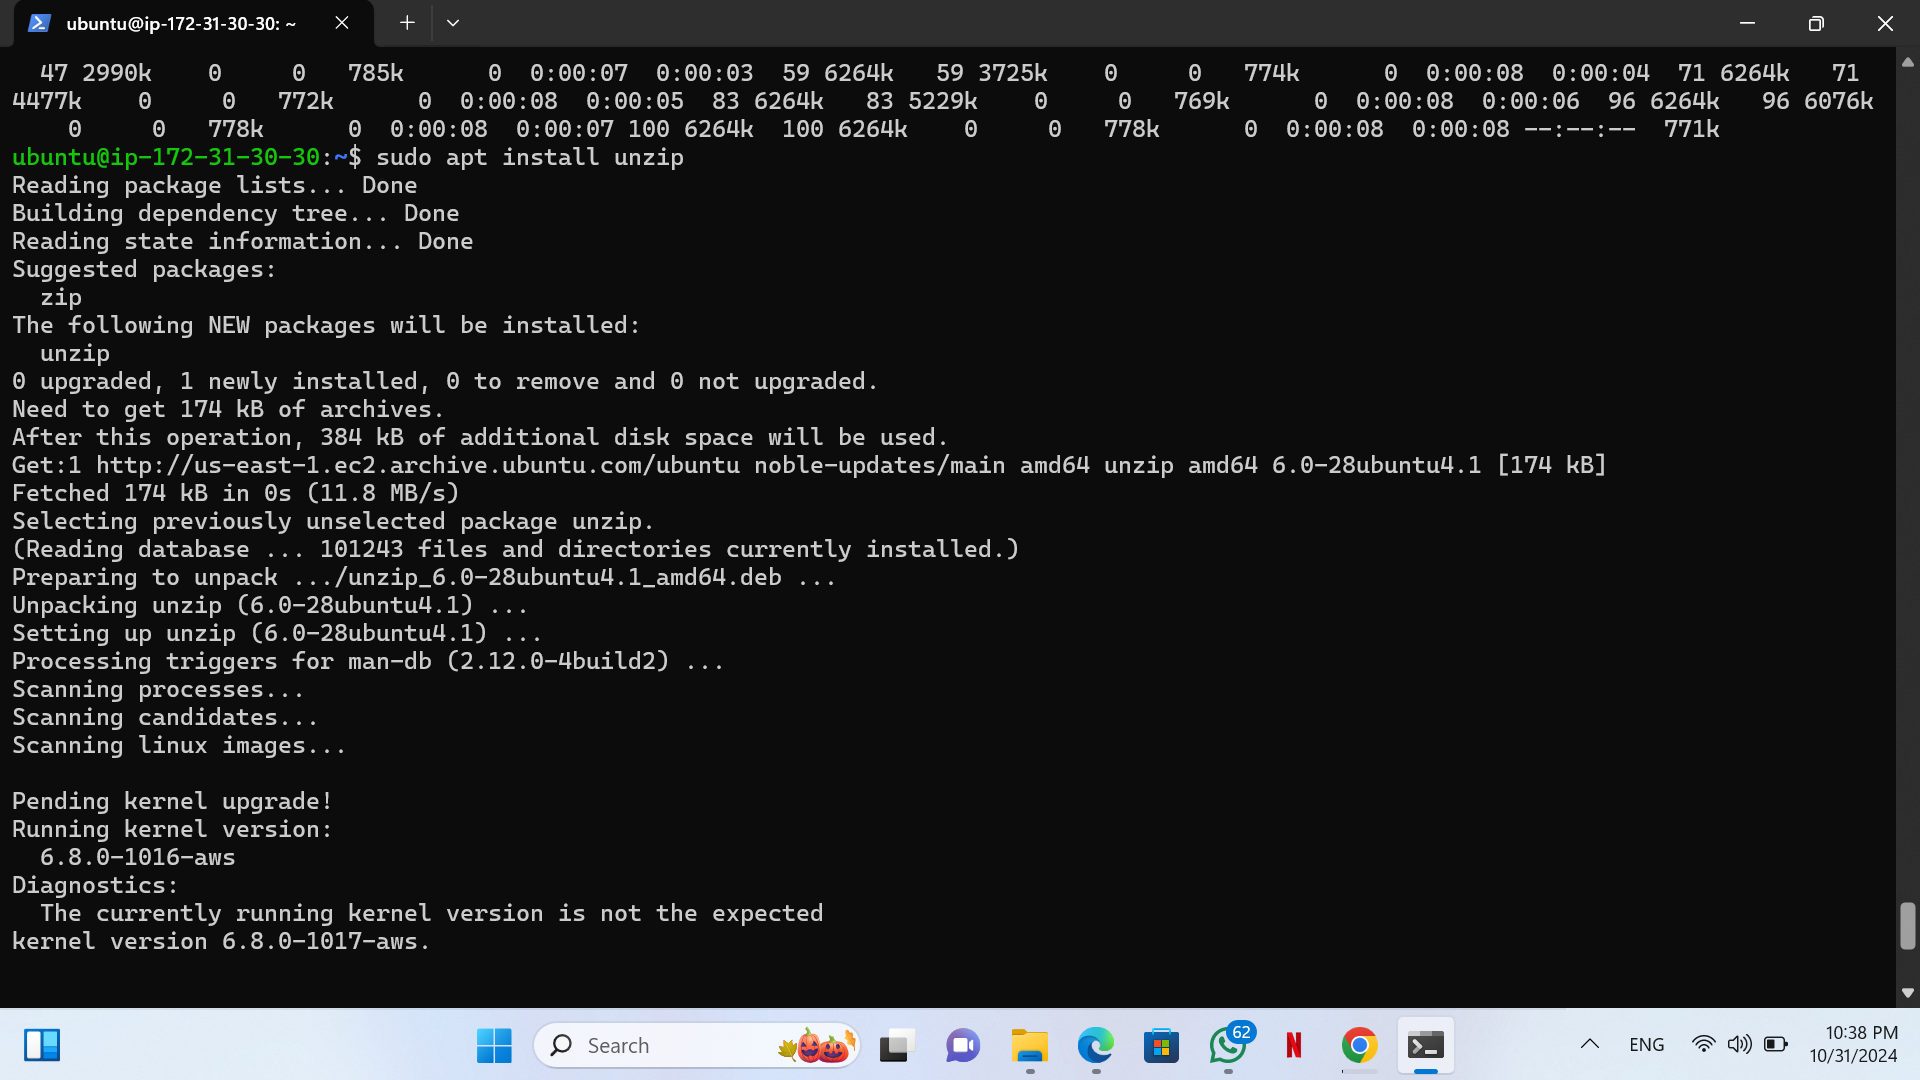 ubuntu@ip-172-31-30-30: ~
47 2990k    0     0   785k      0  0:00:07  0:00:03  59 6264k   59 3725k    0     0   774k      0  0:00:08  0:00:04  71 6264k   71
4477k    0     0   772k      0  0:00:08  0:00:05  83 6264k   83 5229k    0     0   769k      0  0:00:08  0:00:06  96 6264k   96 6076k
0     0   778k      0  0:00:08  0:00:07 100 6264k  100 6264k    0     0   778k      0  0:00:08  0:00:08 --:--:--  771k
ubuntu@ip-172-31-30-30:~$ sudo apt install unzip
Reading package lists... Done
Building dependency tree... Done
Reading state information... Done
Suggested packages:
  zip
The following NEW packages will be installed:
  unzip
0 upgraded, 1 newly installed, 0 to remove and 0 not upgraded.
Need to get 174 kB of archives.
After this operation, 384 kB of additional disk space will be used.
Get:1 http://us-east-1.ec2.archive.ubuntu.com/ubuntu noble-updates/main amd64 unzip amd64 6.0-28ubuntu4.1 [174 kB]
Fetched 174 kB in 0s (11.8 MB/s)
Selecting previously unselected package unzip.
(Reading database ... 101243 files and directories currently installed.)
Preparing to unpack .../unzip_6.0-28ubuntu4.1_amd64.deb ...
Unpacking unzip (6.0-28ubuntu4.1) ...
Setting up unzip (6.0-28ubuntu4.1) ...
Processing triggers for man-db (2.12.0-4build2) ...
Scanning processes...
Scanning candidates...
Scanning linux images...
Pending kernel upgrade!
Running kernel version:
  6.8.0-1016-aws
Diagnostics:
  The currently running kernel version is not the expected
kernel version 6.8.0-1017-aws.
Search
62
N
ENG
10:38 PM
10/31/2024